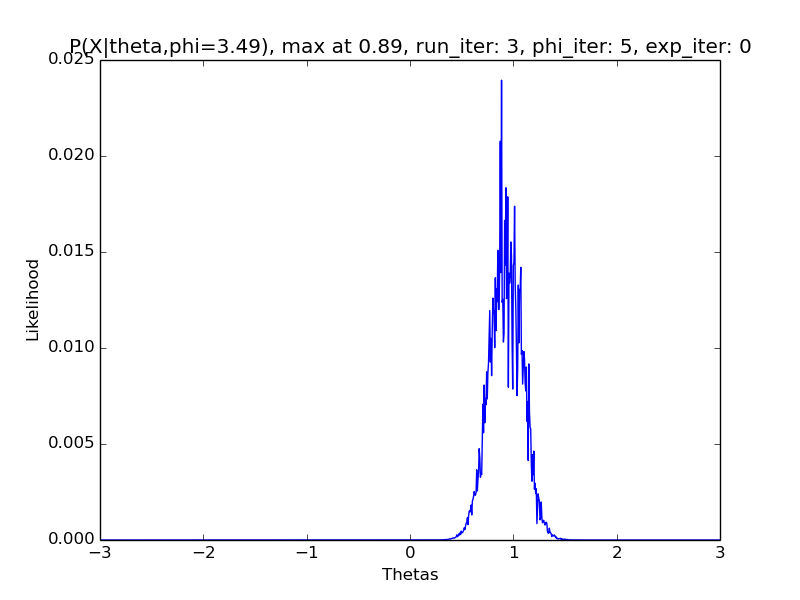 P(X|theta,phi=3.49), max at 0.89, run_iter: 3, phi_iter: 5, exp_iter: 0
0.025
0.020
0.015
0.010
0.005
0.000
Likelihood
−3 −2 −1 0 1 2 3
Thetas